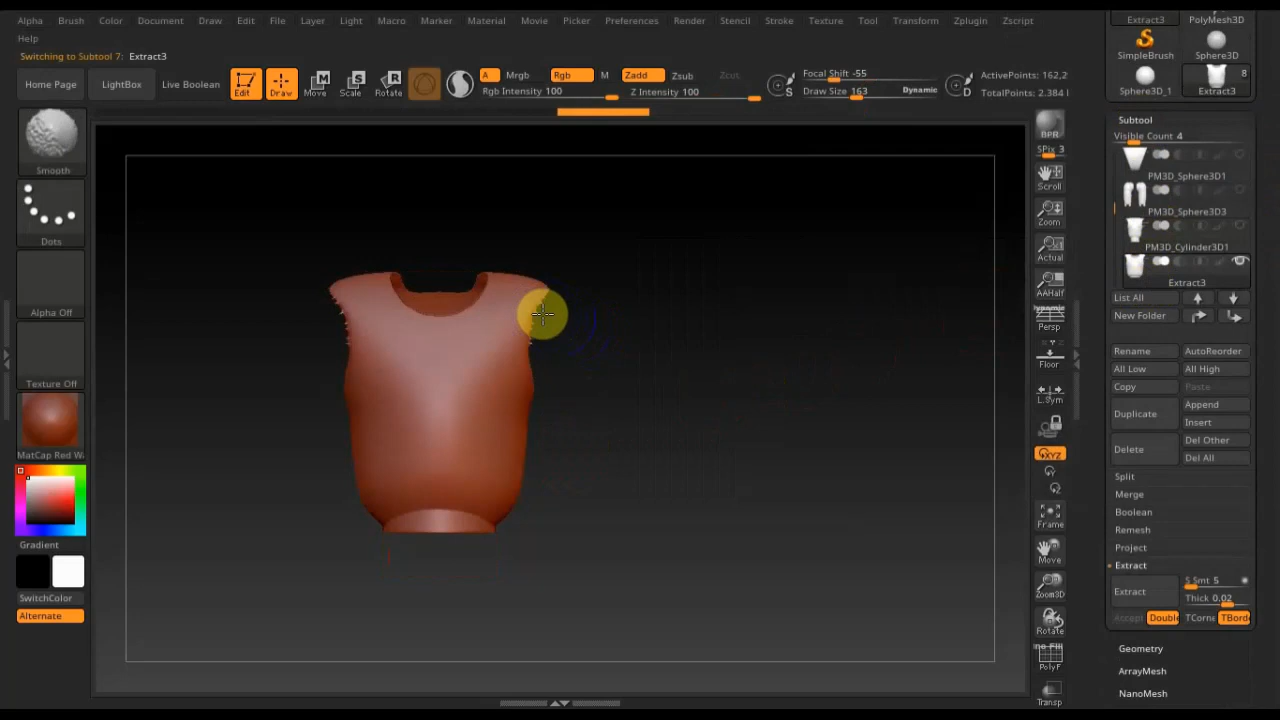 Alpha Brush Color Document Draw Edit File Layer Light Macro Marker Material Movie Picker Preferences Render Stencil Stroke Texture Tool Transform Zplugin Zscript
Help
Switching to Subtool 7: Extract3
Home Page LightBox Live Boolean Edit Draw Move Scale Rotate
A Mrgb Rgb M Zadd Zsub Zcut
Rgb Intensity 100 Z Intensity 100
S Focal Shift -55
Draw Size 163 Dynamic
D ActivePoints: 162,2
TotalPoints: 2.384
Smooth
Dots
Alpha Off
Texture Off
MatCap Red W
Gradient
SwitchColor
Alternate
BPR
SPix 3
Scroll
Zoom
Actual
AAHalf
Dynamic
Persp
Floor
L.Sym
XYZ
Y
Z
Frame
Move
Zoom3D
Rotate
PolyF
Transp
Extract3 PolyMesh3D
SimpleBrush Sphere3D
8
Sphere3D_1 Extract3
Subtool
Visible Count 4
PM3D_Sphere3D1
PM3D_Sphere3D3
PM3D_Cylinder3D1
Extract3
List All
New Folder
Rename AutoReorder
All Low All High
Copy Paste
Duplicate Append
Insert
Delete Del Other
Del All
Split
Merge
Boolean
Remesh
Project
Extract
Extract S Smt 5
Thick 0.02
Accept Double TCorne TBorde
Geometry
ArrayMesh
NanoMesh